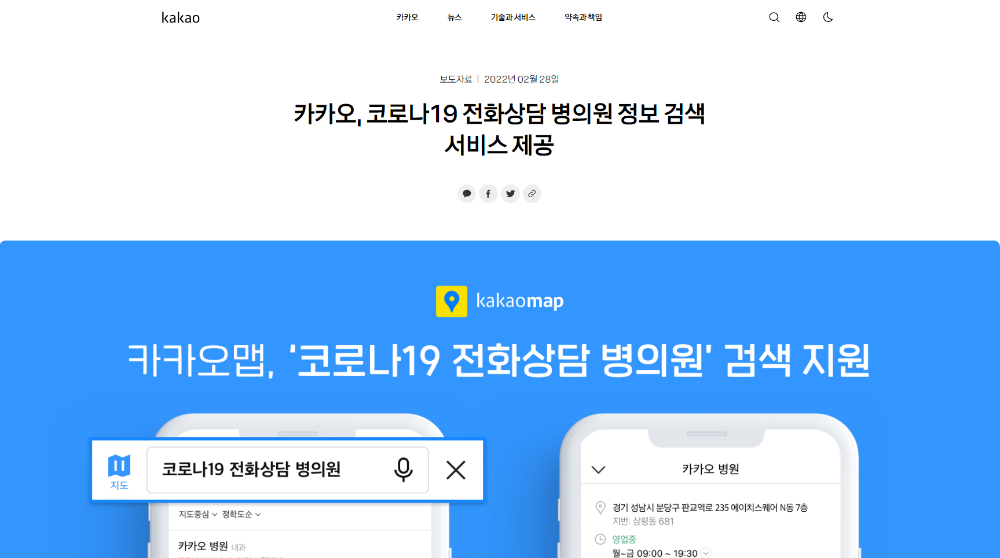 kakao
카카오 뉴스 기술과 서비스 약속과 책임
보도자료 | 2022년 02월 28일
카카오, 코로나19 전화상담 병의원 정보 검색
서비스 제공
kakaomap
카카오맵, ‘코로나19 전화상담 병의원’ 검색 지원
지도
코로나19 전화상담 병의원
지도중심 정확도순
카카오 병원 내과
카카오 병원
경기 성남시 분당구 판교역로 235 에이치스퀘어 N동 7층
지번: 삼평동 681
영업중
월~금 09:00 ~ 19:30